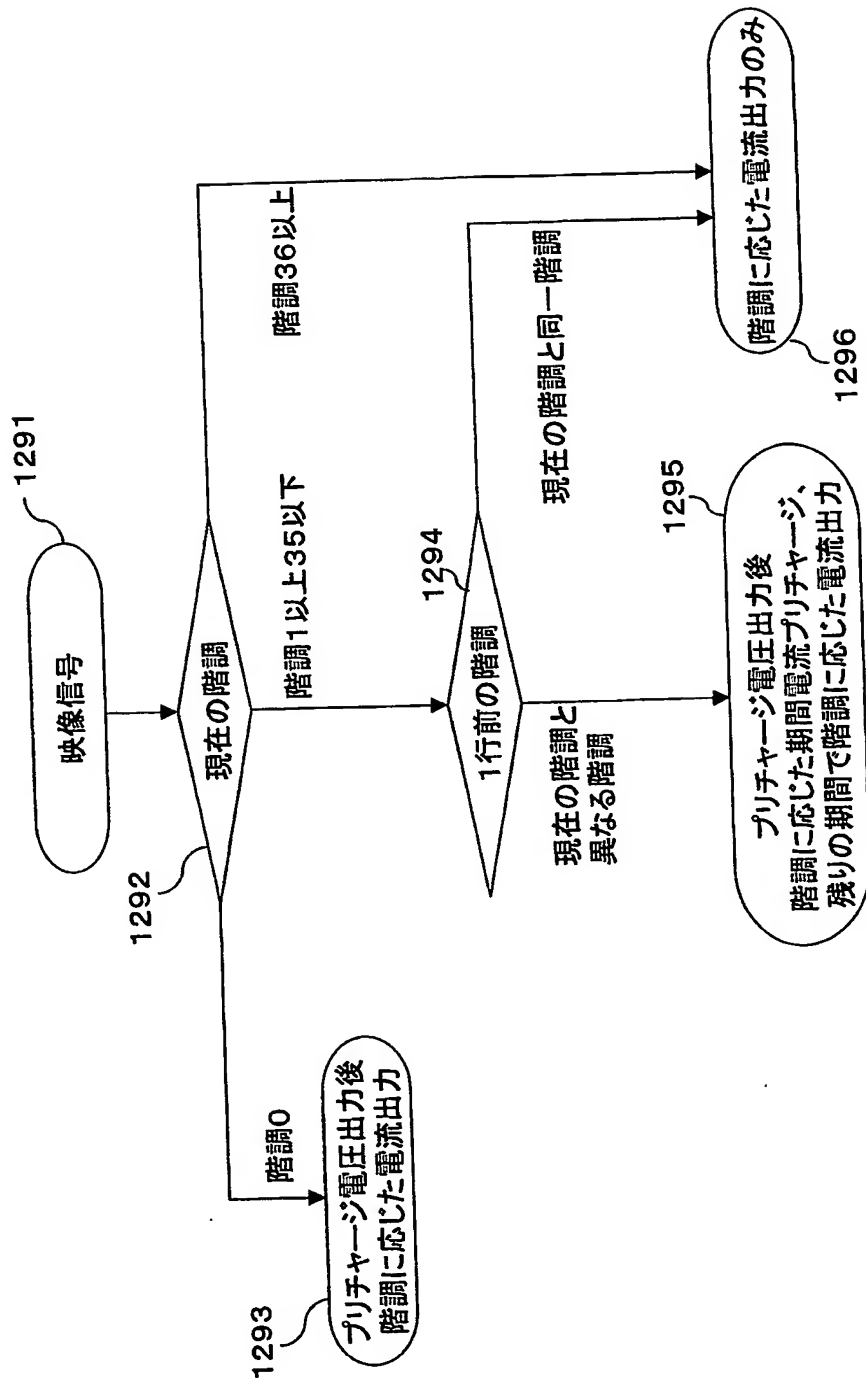 1291
映像信号
1292
現在の階調
階調0
階調1以上35以下
階調36以上
1293
プリチャージ電圧出力後
階調に応じた電流出力
1294
1行前の階調
現在の階調と
異なる階調
現在の階調と同一階調
1295
プリチャージ電圧出力後
階調に応じた期間電流プリチャージ、
残りの期間で階調に応じた電流出力
階調に応じた電流出力のみ
1296